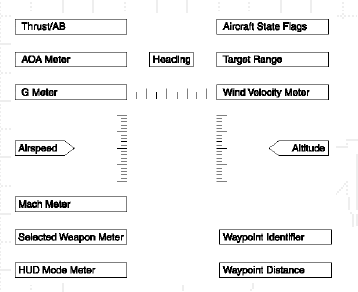 Thrust/AB
Aircraft State Flags
AOA Meter
Heading
Target Range
G Meter
Wind Velocity Meter
Airspeed
Altitude
Mach Meter
Selected Weapon Meter
Waypoint Identifier
HUD Mode Meter
Waypoint Distance